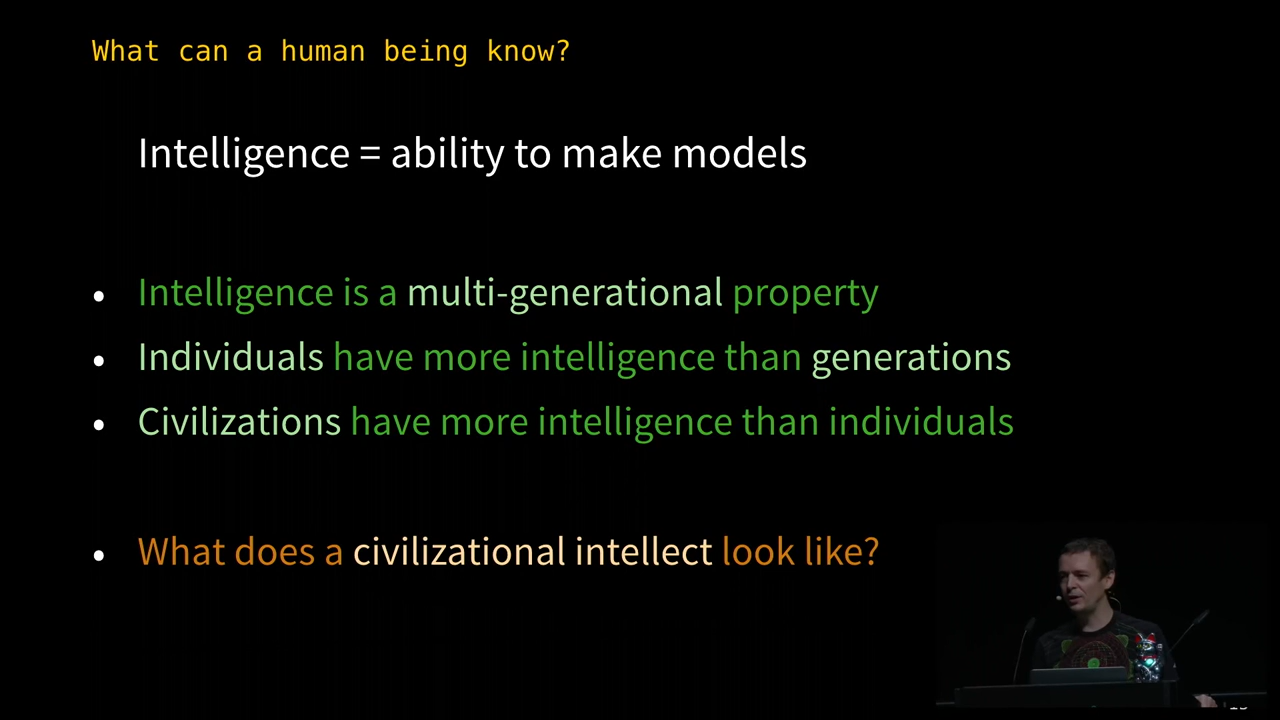 What can a human being know?
Intelligence = ability to make models
• Intelligence is a multi-generational property
• Individuals have more intelligence than generations
• Civilizations have more intelligence than individuals
• What does a civilizational intellect look like?